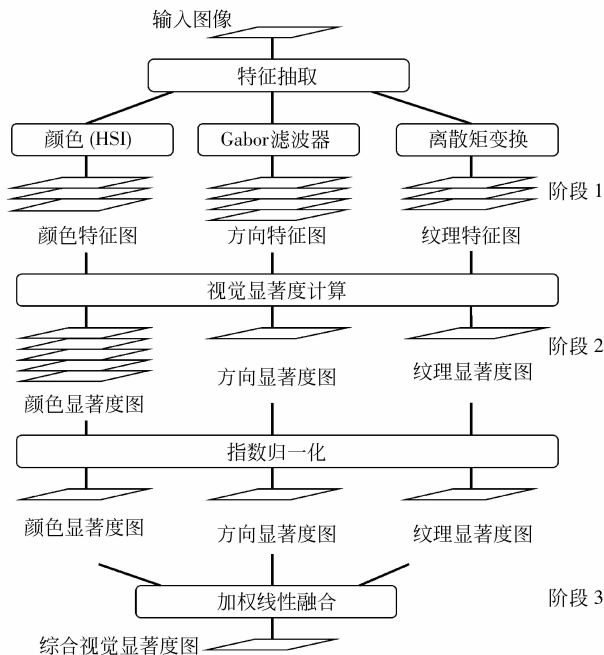 输入图像
特征抽取
颜色 (HSI)
Gabor滤波器
离散矩变换
阶段 1
颜色特征图
方向特征图
纹理特征图
视觉显著度计算
阶段 2
颜色显著度图
方向显著度图
纹理显著度图
指数归一化
颜色显著度图
方向显著度图
纹理显著度图
加权线性融合
阶段 3
综合视觉显著度图